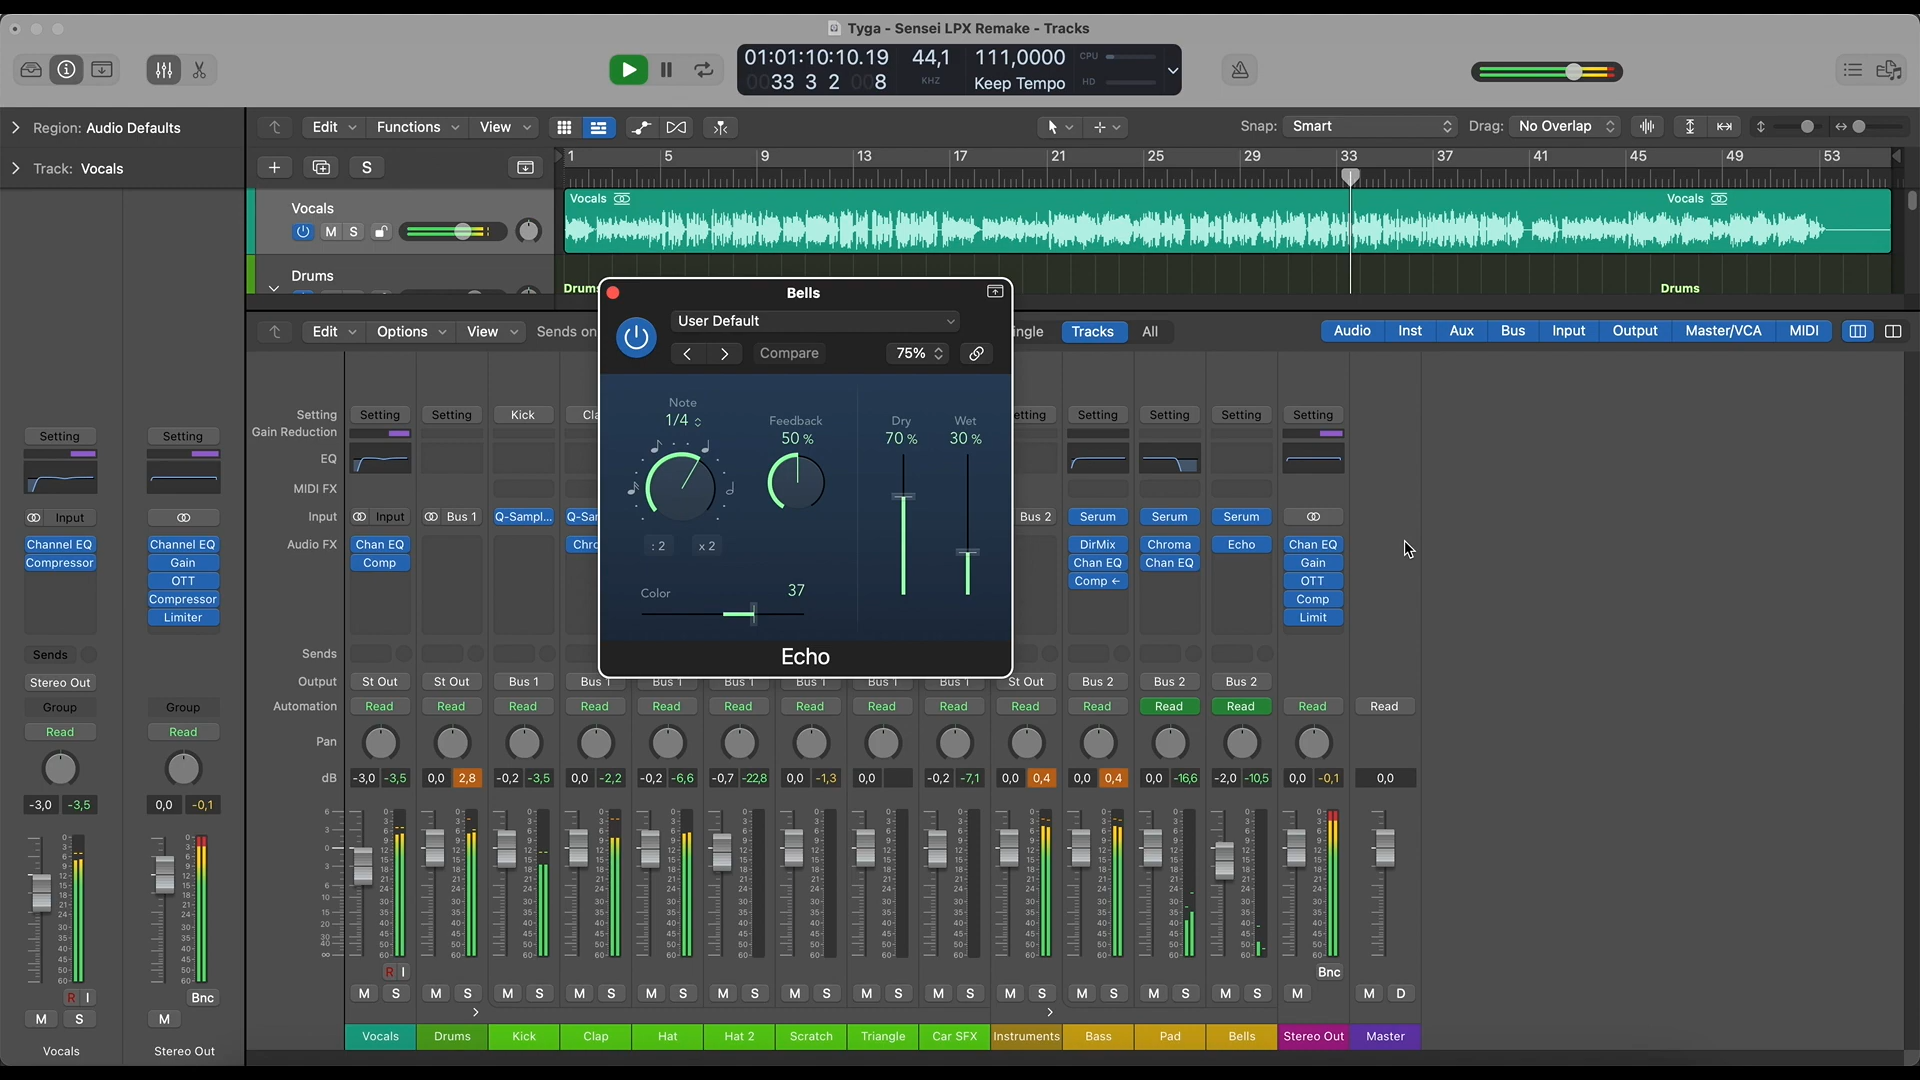 Tyga - Sensei LPX Remake - Tracks
01:01:10:10.19 44,1 111,0000 CPU
0033 3 2 008 KHZ Keep Tempo HD
Region: Audio Defaults
Edit Functions View Snap: Smart Drag: No Overlap
Track: Vocals
S
1 5 9 13 17 21 25 29 33 37 41 45 49 53
Vocals
M S
Vocals Vocals
Drums
Drums Drums
Bells
User Default
Compare 75%
Edit Options View Sends on
Tracks All
Audio Inst Aux Bus Input Output Master/VCA MIDI
Note
1/4
Feedback
50 %
Dry Wet
70 % 30 %
: 2 x 2
Color 37
Echo
Setting Setting Setting Kick Setting Setting Setting Setting
Gain Reduction
Setting Setting
EQ
MIDI FX
Input Input Bus 1 Q-Sampl... Bus 2 Serum Serum Serum
Input
Audio FX Chan EQ DirMix Chroma Echo Chan EQ
Comp Chan EQ Chan EQ Gain
Comp ← OTT
Comp
Limit
Channel EQ Channel EQ
Compressor Gain
OTT
Compressor
Limiter
Sends
Sends
Output St Out St Out Bus 1 Bus 1 Bus 1 Bus 1 Bus 1 Bus 1 Bus 1 St Out Bus 2 Bus 2 Bus 2
Stereo Out
Automation Read Read Read Read Read Read Read Read Read Read Read Read Read Read Read
Group Group
Read Read
Pan
dB -3,0 -3,5 0,0 2,8 -0,2 -3,5 0,0 -2,2 -0,2 -6,6 -0,7 -22,8 0,0 -1,3 0,0 -0,2 -7,1 0,0 0,4 0,0 0,4 0,0 -16,6 -2,0 -10,5 0,0 -0,1 0,0
-3,0 -3,5 0,0 -0,1
R I Bnc
M S M S M S M S M S M S M S M S M S M S M S M S M S M M D
R I Bnc
M S M
Vocals Drums Kick Clap Hat Hat 2 Scratch Triangle Car SFX Instruments Bass Pad Bells Stereo Out Master
Vocals Stereo Out